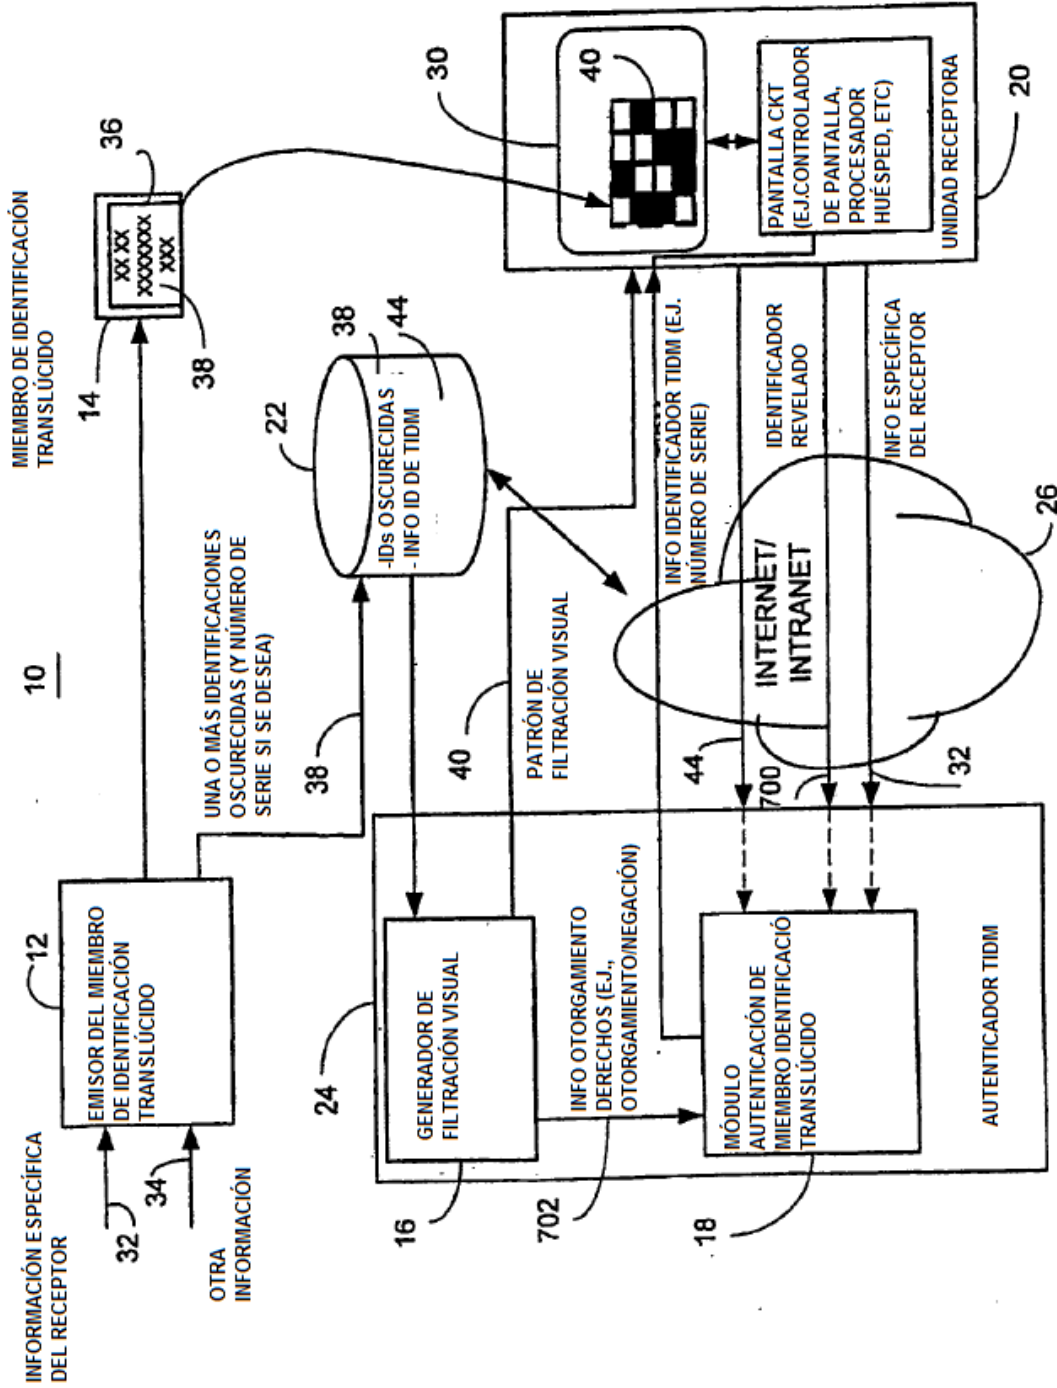 INFORMACIÓN ESPECÍFICA
DEL RECEPTOR
32
34
OTRA
INFORMACIÓN
12
EMISOR DEL MIEMBRO
DE IDENTIFICACIÓN
TRANSLÚCIDO
10
UNA O MÁS IDENTIFICACIONES
OSCURECIDAS (Y NÚMERO DE
SERIE SI SE DESEA)
38
MIEMBRO DE IDENTIFICACIÓN
TRANSLÚCIDO
14
36
XX XX
XXXXXXX
XXX
38
22
-IDs OSCURECIDAS
- INFO ID DE TIDM
38
44
30
40
PANTALLA CKT
(EJ.CONTROLADOR
DE PANTALLA,
PROCESADOR
HUÉSPED, ETC)
UNIDAD RECEPTORA
20
24
GENERADOR DE
FILTRACIÓN VISUAL
16
40
PATRÓN DE
FILTRACIÓN VISUAL
INFO OTORGAMIENTO
DERECHOS (EJ.,
OTORGAMIENTO/NEGACIÓN)
702
INFO IDENTIFICADOR TIDM (EJ.
NÚMERO DE SERIE)
MÓDULO
AUTENTICACIÓN DE
MIEMBRO IDENTIFICACIÓ
TRANSLÚCIDO
18
AUTENTICADOR TIDM
44
700
32
INTERNET/
INTRANET
26
IDENTIFICADOR
REVELADO
INFO ESPECÍFICA
DEL RECEPTOR